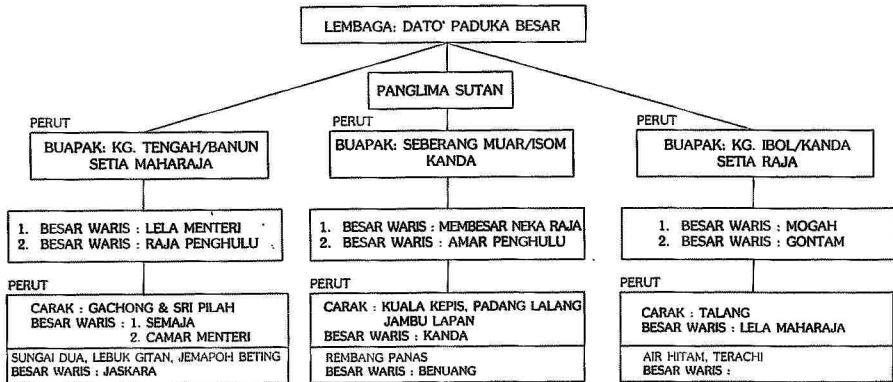 LEMBAGA: DATO' PADUKA BESAR
PANGLIMA SUTAN
PERUT
BUAPAK: KG. TENGAH/BANUN
SETIA MAHARAJA
PERUT
BUAPAK: SEBERANG MUAR/ISOM
KANDA
PERUT
BUAPAK: KG. IBOL/KANDA
SETIA RAJA
1. BESAR WARIS : LELA MENTERI
2. BESAR WARIS : RAJA PENGHULU
1. BESAR WARIS : MEMBESAR NEKA RAJA
2. BESAR WARIS : AMAR PENGHULU
1. BESAR WARIS : MOGAH
2. BESAR WARIS : GONTAM
PERUT
CARAK : GACHONG & SRI PILAH
BESAR WARIS : 1. SEMAJA
2. CAMAR MENTERI
SUNGAI DUA, LEBUK GITAN, JEMAPOH BETING
BESAR WARIS : JASKARA
PERUT
CARAK : KUALA KEPIS, PADANG LALANG
JAMBU LAPAN
BESAR WARIS : KANDA
REMBANG PANAS
BESAR WARIS : BENUANG
PERUT
CARAK : TALANG
BESAR WARIS : LELA MAHARAJA
AIR HITAM, TERACHI
BESAR WARIS :